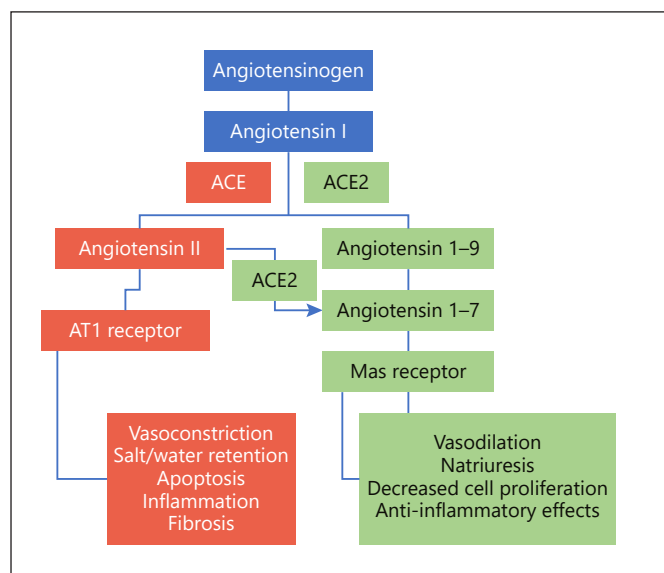 Angiotensinogen
Angiotensin I
ACE
ACE2
Angiotensin II
Angiotensin 1–9
ACE2
Angiotensin 1–7
AT1 receptor
Mas receptor
Vasoconstriction
Salt/water retention
Apoptosis
Inflammation
Fibrosis
Vasodilation
Natriuresis
Decreased cell proliferation
Anti-inflammatory effects